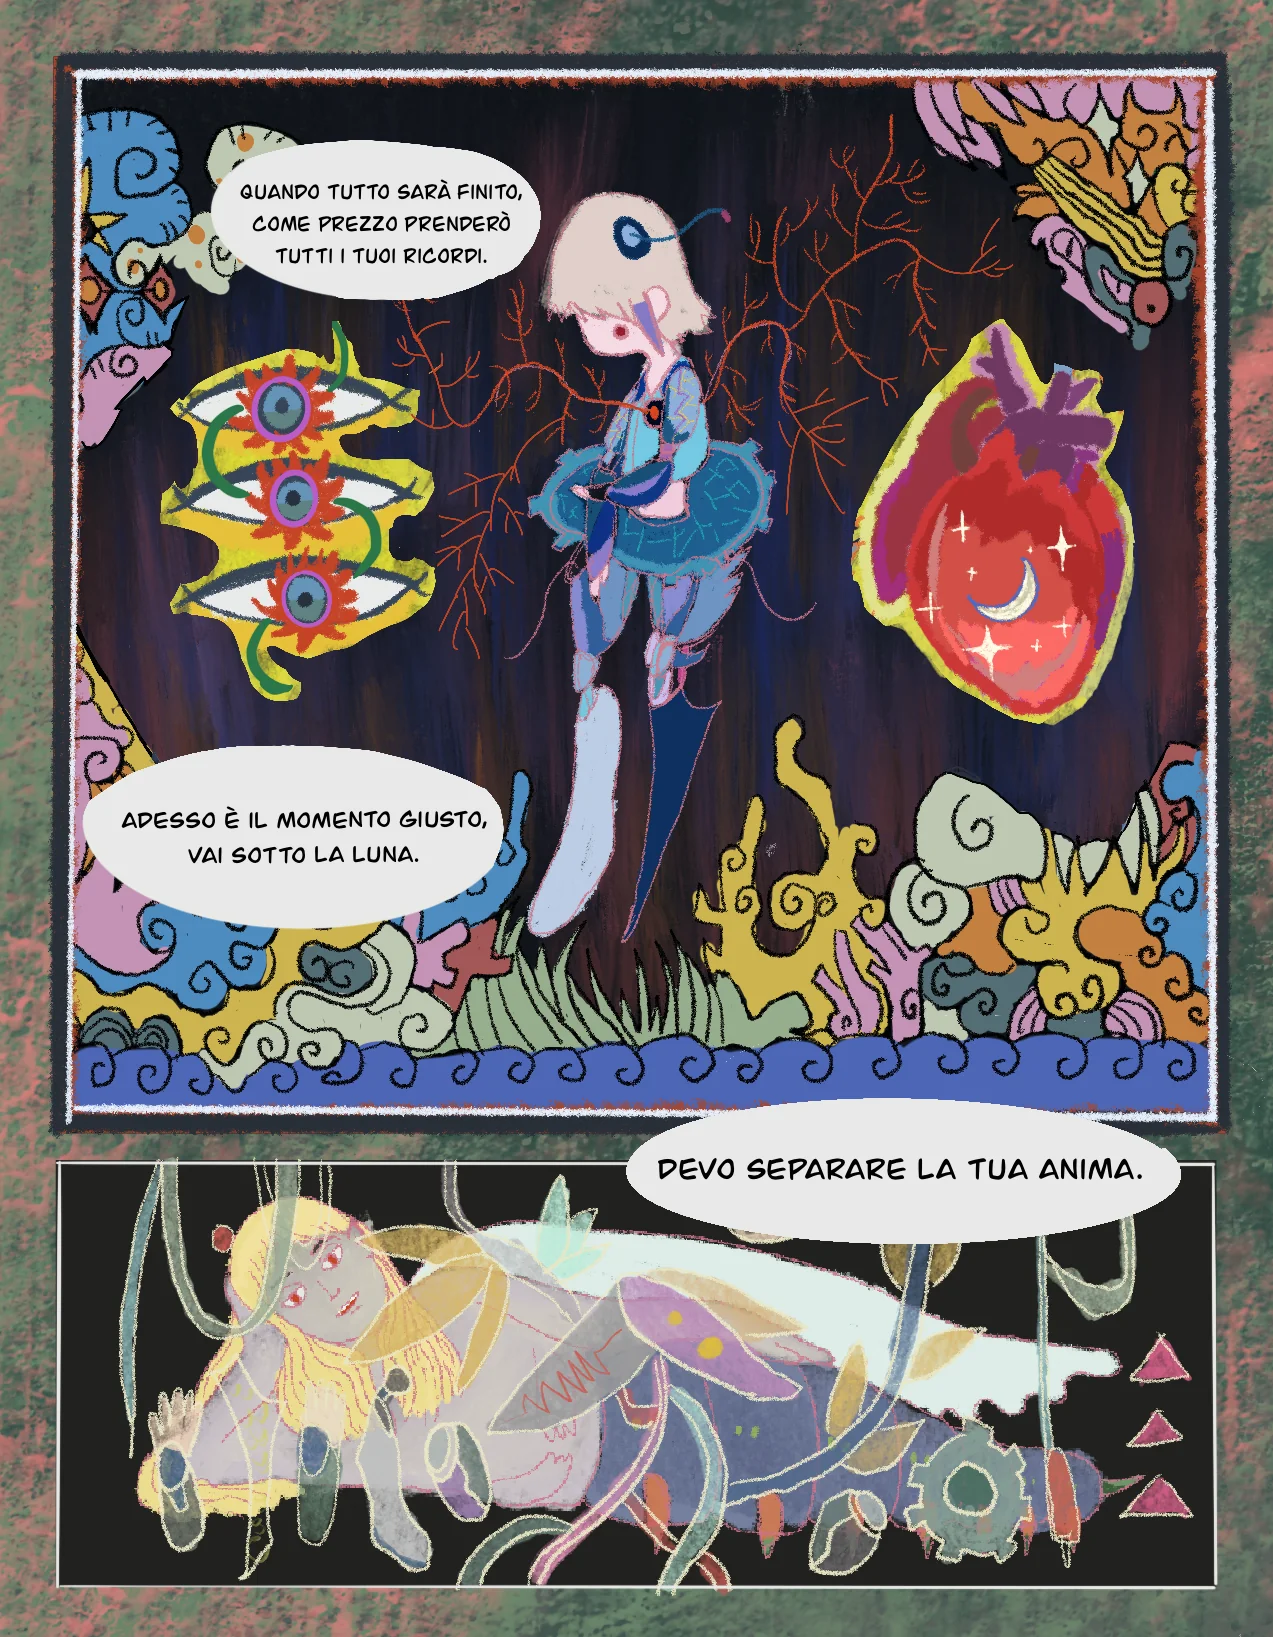 QUANDO TUTTO SARÀ FINITO,
COME PREZZO PRENDERÒ
TUTTI I TUOI RICORDI.
ADESSO È IL MOMENTO GIUSTO,
VAI SOTTO LA LUNA.
DEVO SEPARARE LA TUA ANIMA.